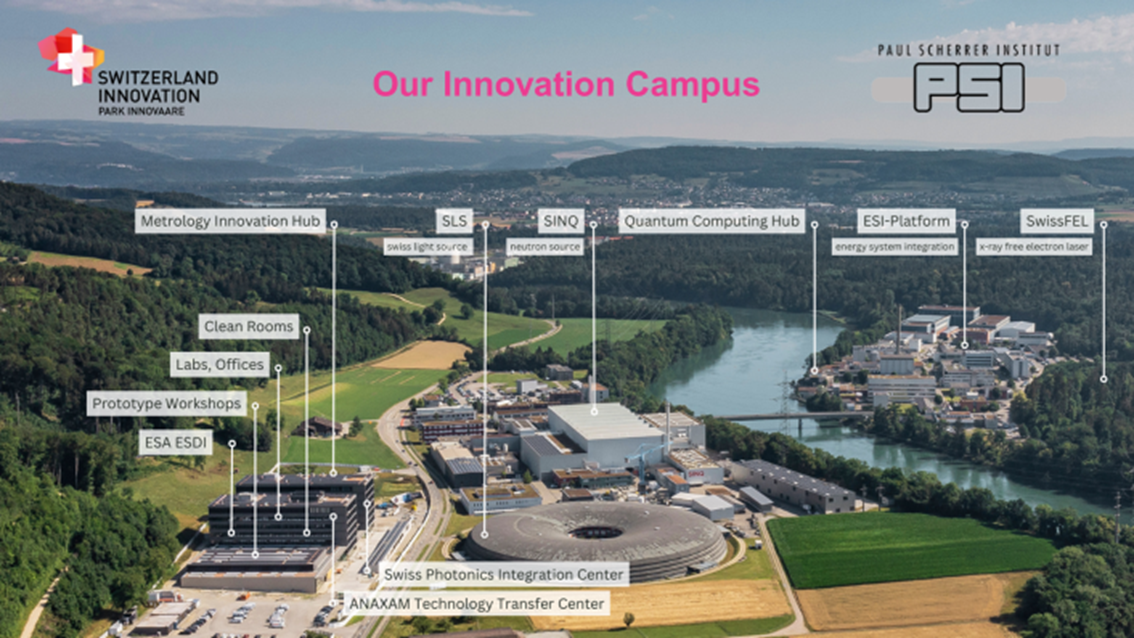 SWITZERLAND
INNOVATION
PARK INNOVAARE
Our Innovation Campus
PAUL SCHERRER INSTITUT
PSI
Metrology Innovation Hub
SLS
swiss light source
SINQ
neutron source
Quantum Computing Hub
ESI-Platform
energy system integration
SwissFEL
x-ray free electron laser
Clean Rooms
Labs, Offices
Prototype Workshops
ESA ESDI
Swiss Photonics Integration Center
ANAXAM Technology Transfer Center